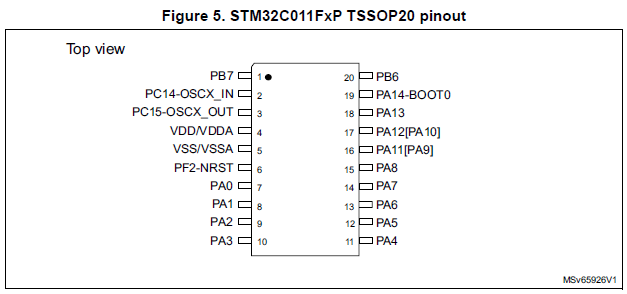 Figure 5. STM32C011FxP TSSOP20 pinout
Top view
PB7 1 20 PB6
PC14-OSCX_IN 2 19 PA14-BOOT0
PC15-OSCX_OUT 3 18 PA13
VDD/VDDA 4 17 PA12[PA10]
VSS/VSSA 5 16 PA11[PA9]
PF2-NRST 6 15 PA8
PA0 7 14 PA7
PA1 8 13 PA6
PA2 9 12 PA5
PA3 10 11 PA4
MSv65926V1